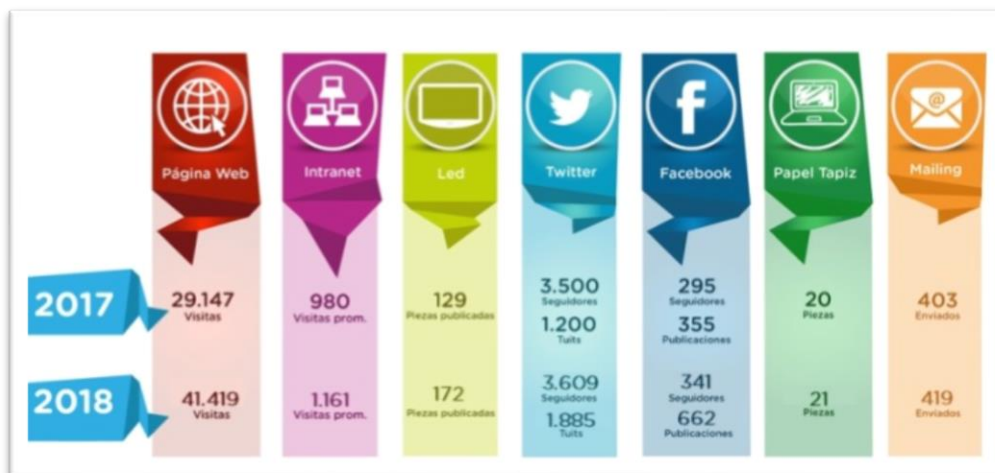 Página Web
Intranet
Led
Twitter
Facebook
Papel Tapiz
Mailing
2017
29.147
Visitas
980
Visitas prom.
129
Piezas publicadas
3.500
Seguidores
1.200
Tuits
295
Seguidores
355
Publicaciones
20
Piezas
403
Enviados
2018
41.419
Visitas
1.161
Visitas prom.
172
Piezas publicadas
3.609
Seguidores
1.885
Tuits
341
Seguidores
662
Publicaciones
21
Piezas
419
Enviados